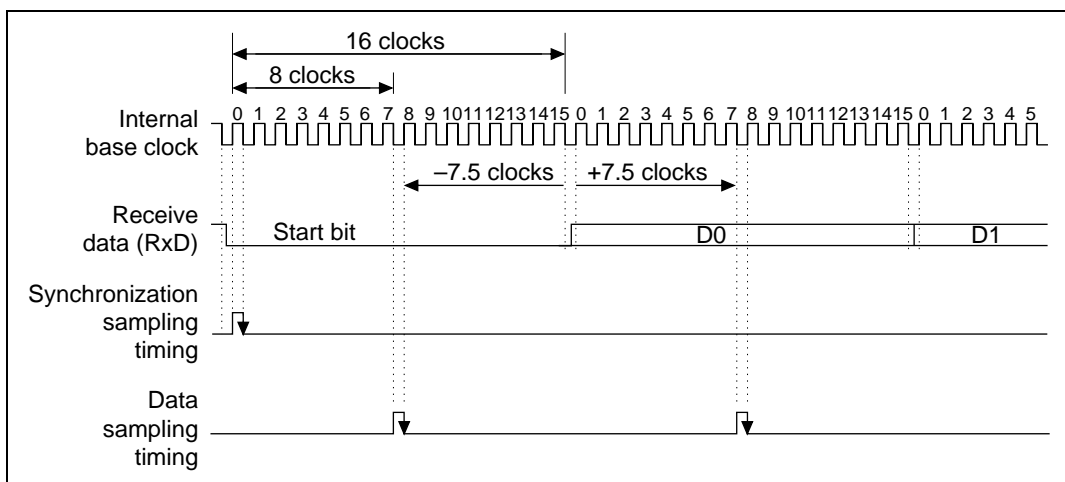 16 clocks
8 clocks
0 1 2 3 4 5 6 7 8 9 10 11 12 13 14 15 0 1 2 3 4 5 6 7 8 9 10 11 12 13 14 15 0 1 2 3 4 5
Internal
base clock
–7.5 clocks +7.5 clocks
Receive
data (RxD)
Start bit D0 D1
Synchronization
sampling
timing
Data
sampling
timing